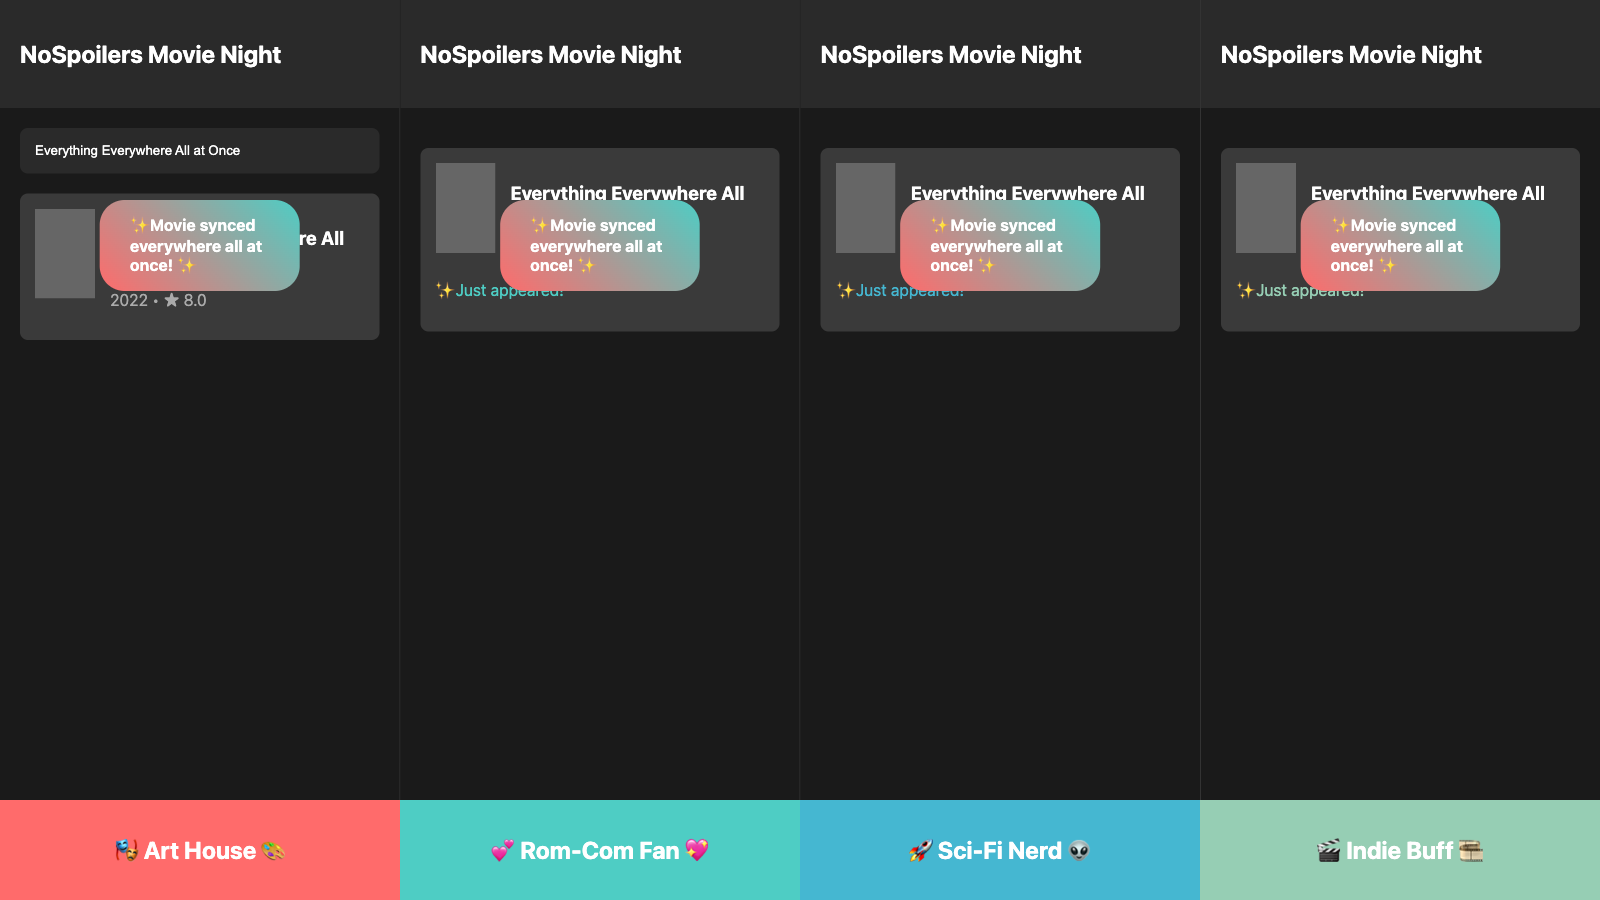 NoSpoilers Movie Night
Everything Everywhere All at Once
re All
✨Movie synced
everywhere all at
once! ✨
2022 • ★ 8.0
🎭 Art House 🎨
NoSpoilers Movie Night
Everything Everywhere All
✨Movie synced
everywhere all at
once! ✨
✨Just appeared!
💕 Rom-Com Fan 💖
NoSpoilers Movie Night
Everything Everywhere All
✨Movie synced
everywhere all at
once! ✨
✨Just appeared!
🚀 Sci-Fi Nerd 👽
NoSpoilers Movie Night
Everything Everywhere All
✨Movie synced
everywhere all at
once! ✨
✨Just appeared!
🎬 Indie Buff